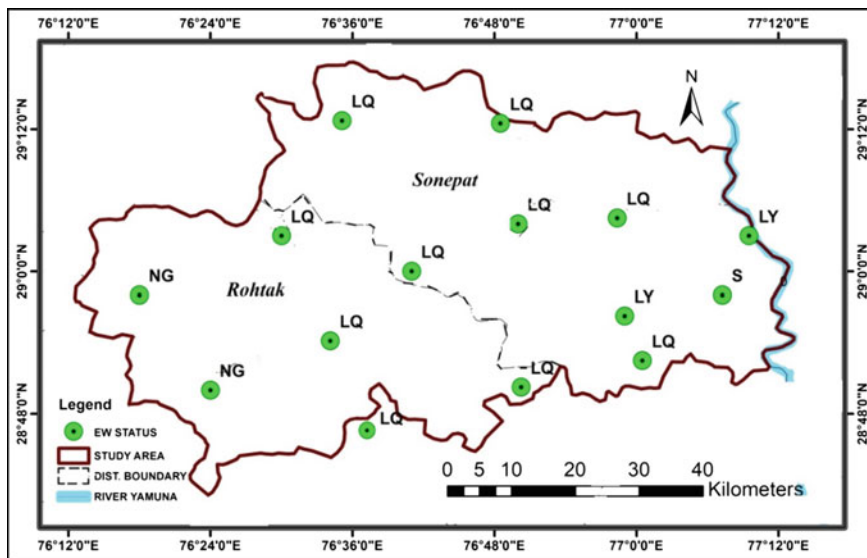 76°12'0"E 76°24'0"E 76°36'0"E 76°48'0"E 77°0'0"E 77°12'0"E
N
29°12'0"N
29°12'0"N
LQ
LQ
Sonepat
LQ
LQ
LQ
LY
29°0'0"N
29°0'0"N
LQ
NG
Rohtak
S
LY
LQ
LQ
NG
LQ
28°48'0"N
28°48'0"N
LQ
Legend
EW STATUS
STUDY AREA
DIST. BOUNDARY
RIVER YAMUNA
0 5 10 20 30 40
Kilometers
76°12'0"E 76°24'0"E 76°36'0"E 76°48'0"E 77°0'0"E 77°12'0"E